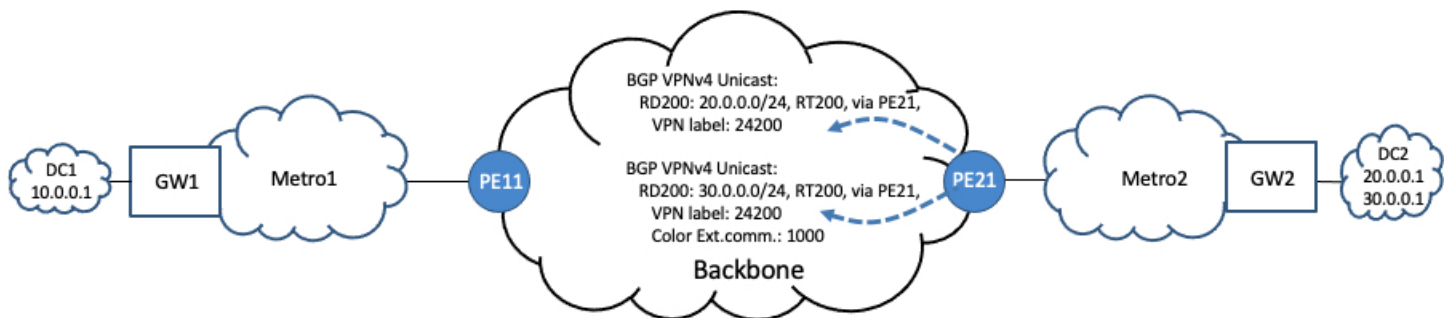 BGP VPNv4 Unicast:
RD200: 20.0.0.0/24, RT200, via PE21,
VPN label: 24200
DC1
10.0.0.1
GW1
Metro1
PE11
BGP VPNv4 Unicast:
RD200: 30.0.0.0/24, RT200, via PE21,
VPN label: 24200
Color Ext.comm.: 1000
Backbone
PE21
Metro2
GW2
DC2
20.0.0.1
30.0.0.1